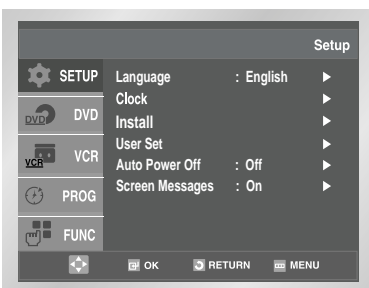 Setup
SETUP
DVD DVD
VCR VCR
PROG
FUNC
Language : English
Clock
Install
User Set
Auto Power Off : Off
Screen Messages : On
OK RETURN MENU